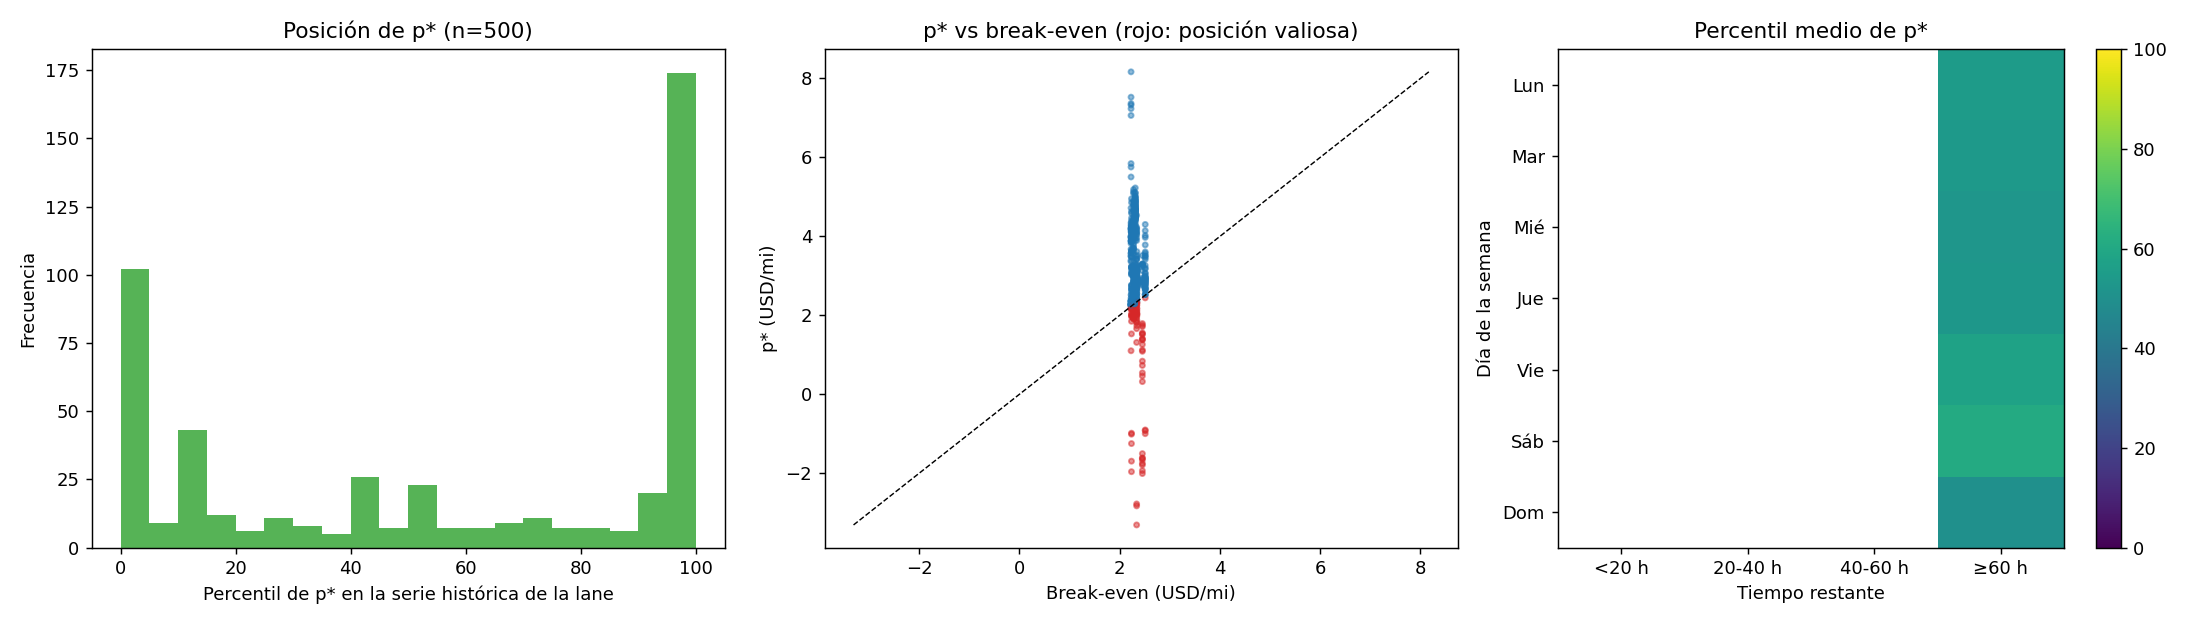 Posición de p* (n=500)
175
150
125
100
75
50
25
0
Frecuencia
0 20 40 60 80 100
Percentil de p* en la serie histórica de la lane
p* vs break-even (rojo: posición valiosa)
8
6
4
2
0
−2
p* (USD/mi)
−2 0 2 4 6 8
Break-even (USD/mi)
Percentil medio de p*
Lun
Mar
Mié
Jue
Vie
Sáb
Dom
Día de la semana
<20 h 20-40 h 40-60 h ≥60 h
Tiempo restante
100
80
60
40
20
0